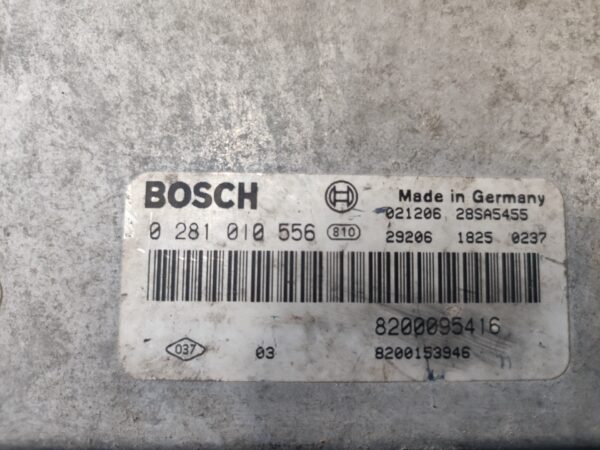 BOSCH
Made in Germany
021206 28SA5455
0 281 010 556 810
29206 1825 0237
8200095416
037 03 8200153946